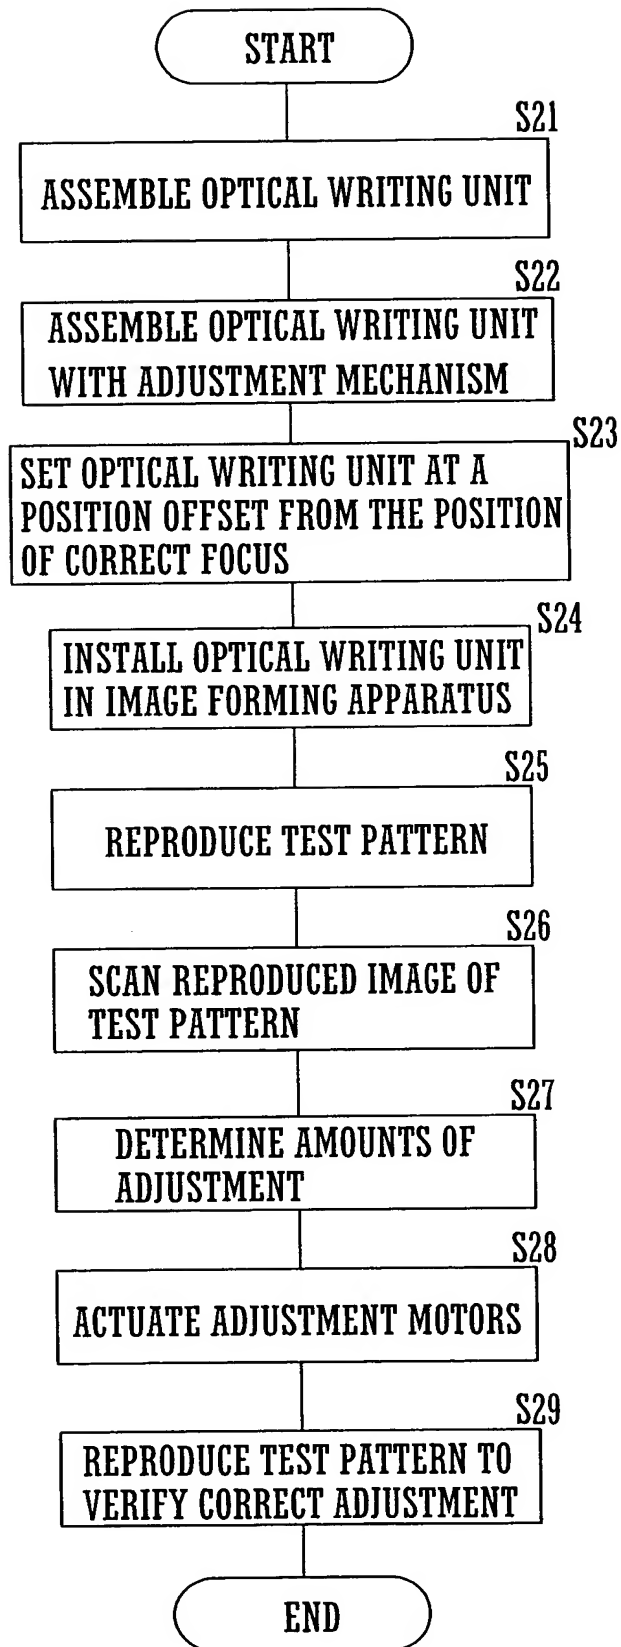 START
S21
ASSEMBLE OPTICAL WRITING UNIT
S22
ASSEMBLE OPTICAL WRITING UNIT
WITH ADJUSTMENT MECHANISM
S23
SET OPTICAL WRITING UNIT AT A
POSITION OFFSET FROM THE POSITION
OF CORRECT FOCUS
S24
INSTALL OPTICAL WRITING UNIT
IN IMAGE FORMING APPARATUS
S25
REPRODUCE TEST PATTERN
S26
SCAN REPRODUCED IMAGE OF
TEST PATTERN
S27
DETERMINE AMOUNTS OF
ADJUSTMENT
S28
ACTUATE ADJUSTMENT MOTORS
S29
REPRODUCE TEST PATTERN TO
VERIFY CORRECT ADJUSTMENT
END